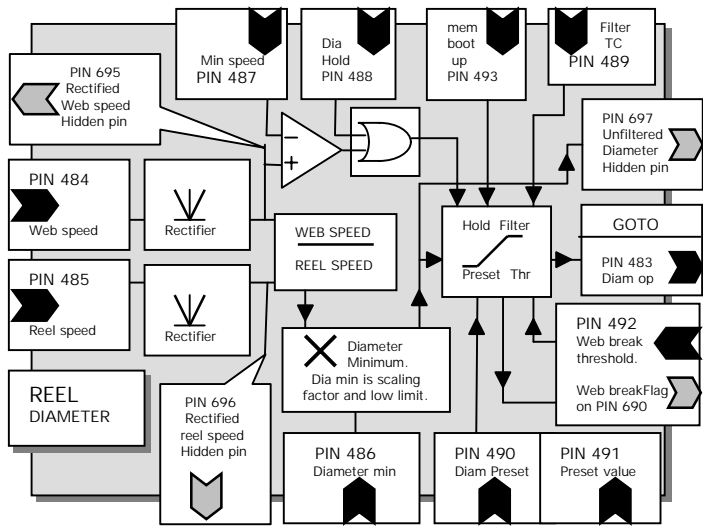 Min speed
PIN 487
Dia
Hold
PIN 488
mem
boot
up
PIN 493
Filter
TC
PIN 489
PIN 695
Rectified
Web speed
Hidden pin
PIN 697
Unfiltered
Diameter
Hidden pin
−
+
PIN 484
Web speed
Rectifier
WEB SPEED
REEL SPEED
Hold Filter
Preset Thr
GOTO
PIN 483
Diam op
PIN 485
Reel speed
Rectifier
PIN 492
Web break
threshold.
Web breakFlag
on PIN 690
Diameter
Minimum.
Dia min is scaling
factor and low limit.
REEL
DIAMETER
PIN 696
Rectified
reel speed
Hidden pin
PIN 486
Diameter min
PIN 490
Diam Preset
PIN 491
Preset value